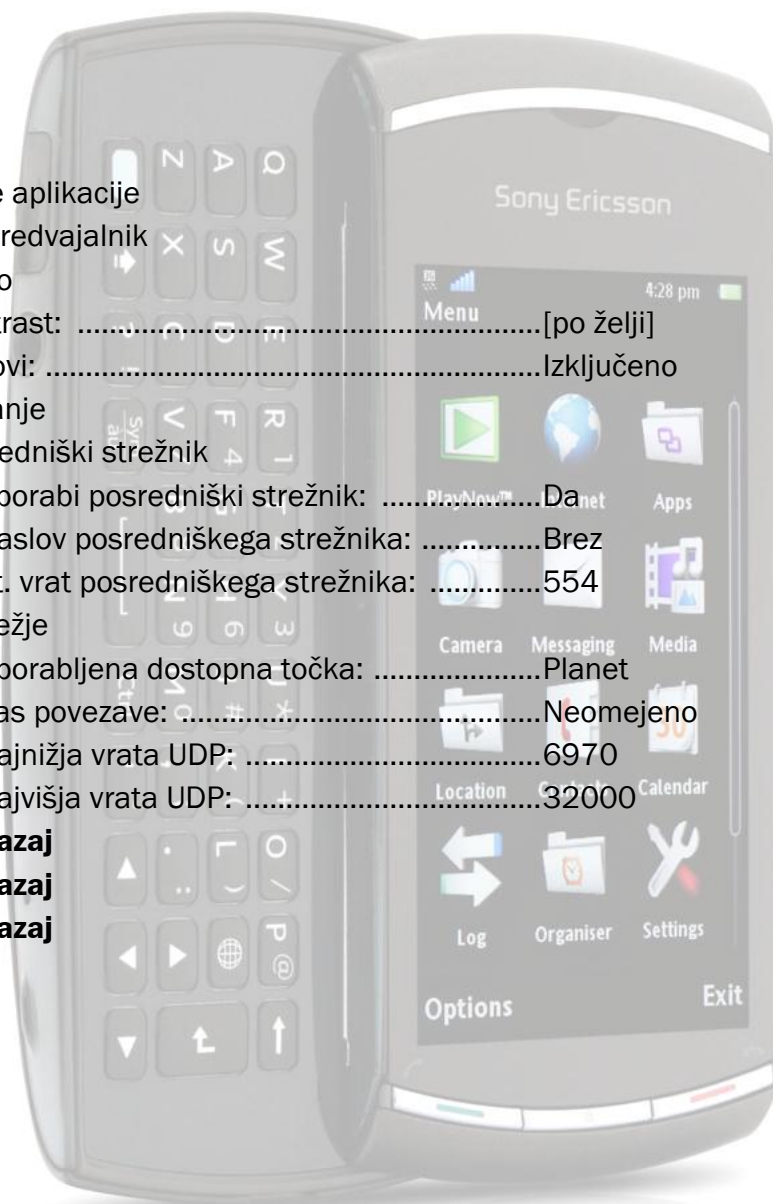 e aplikacije
redvajalnik
o
trast: ........................................................[po želji]
ovi: ............................................................Izključeno
anje
edniški strežnik
porabi posredniški strežnik: ...................Da
aslov posredniškega strežnika: ..............Brez
t. vrat posredniškega strežnika: .............554
ežje
porabljena dostopna točka: ....................Planet
as povezave: ...........................................Neomejeno
ajnižja vrata UDP: ...................................6970
ajvišja vrata UDP: ...................................32000
azaj
azaj
azaj
Sony Ericsson
4:28 pm
Menu
PlayNow™ Internet Apps
Camera Messaging Media
Location Contacts Calendar
Log Organiser Settings
Options Exit